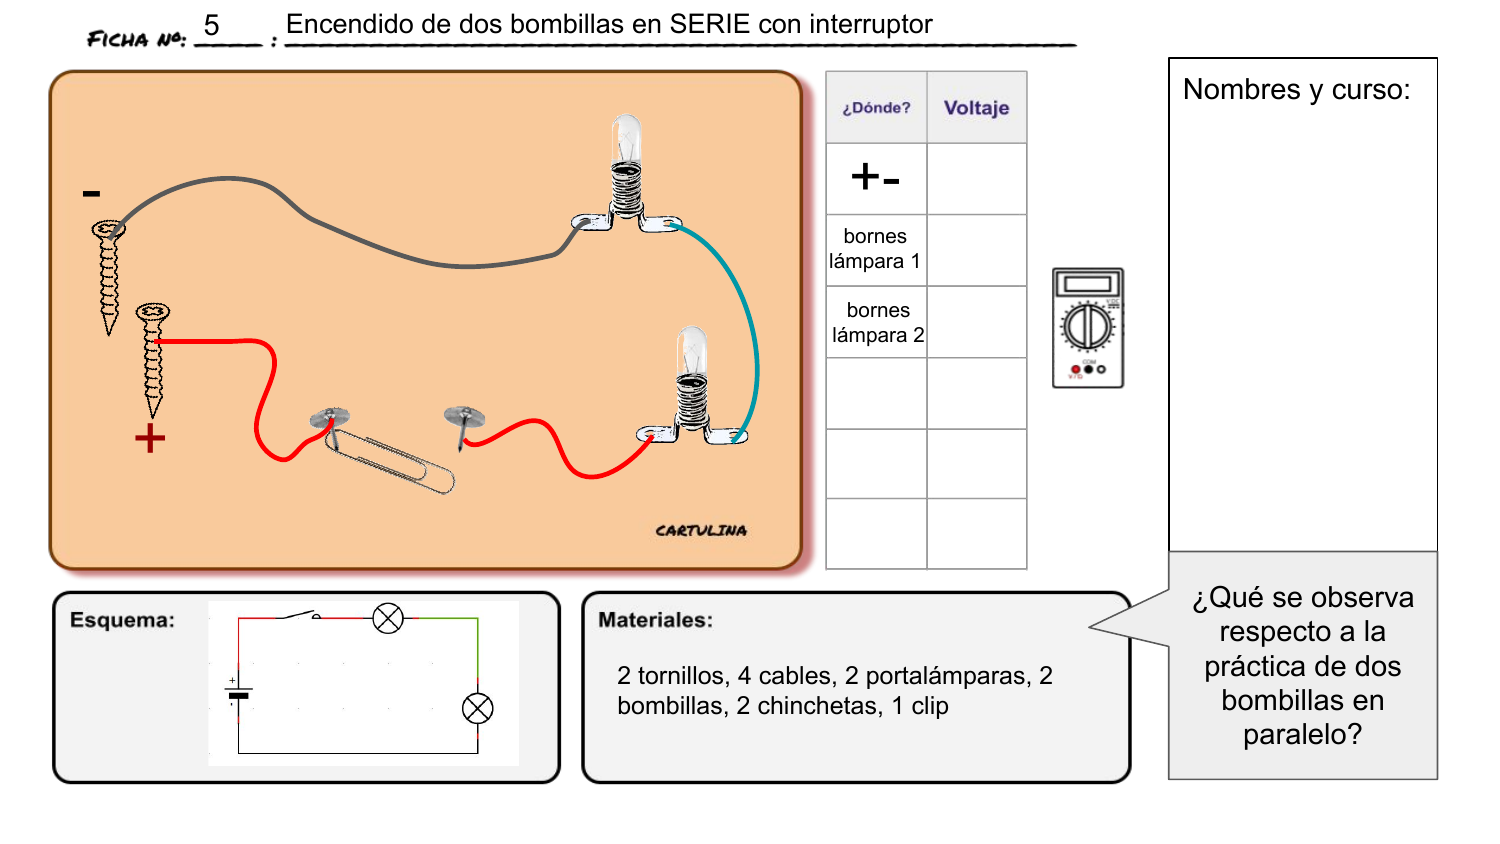 Ficha nº: 5 : Encendido de dos bombillas en SERIE con interruptor
-
+
CARTULINA
¿Dónde? Voltaje
+-
bornes
lámpara 1
bornes
lámpara 2
V DC
COM
V / Ω
Nombres y curso:
Esquema:
+
-
Materiales:
2 tornillos, 4 cables, 2 portalámparas, 2
bombillas, 2 chinchetas, 1 clip
¿Qué se observa
respecto a la
práctica de dos
bombillas en
paralelo?